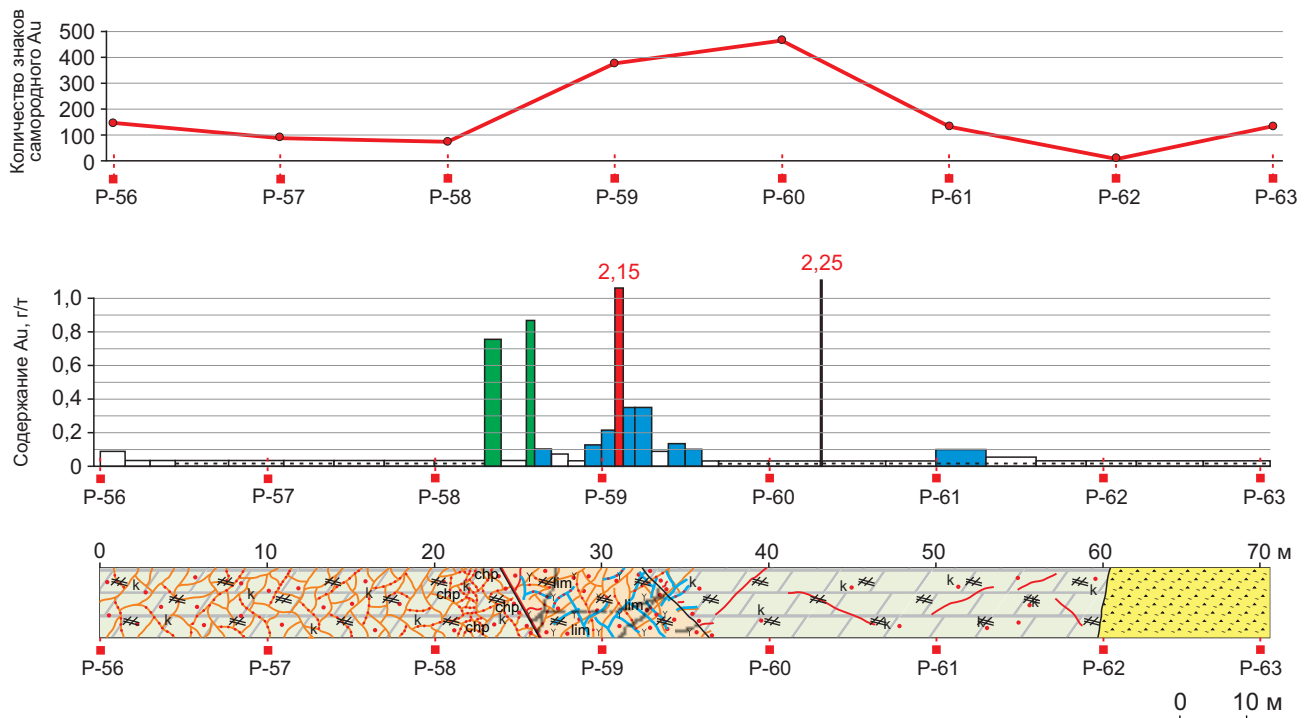 Количество знаков
самородного Au
500
400
300
200
100
0
Р-56 Р-57 Р-58 Р-59 Р-60 Р-61 Р-62 Р-63
2,15 2,25
Содержание Au, г/т
1,0
0,8
0,6
0,4
0,2
0
Р-56 Р-57 Р-58 Р-59 Р-60 Р-61 Р-62 Р-63
0 10 20 30 40 50 60 70 м
k k k chp lim k k k k
k chp chp lim k
k k chp lim k k k
Р-56 Р-57 Р-58 Р-59 Р-60 Р-61 Р-62 Р-63
0 10 м